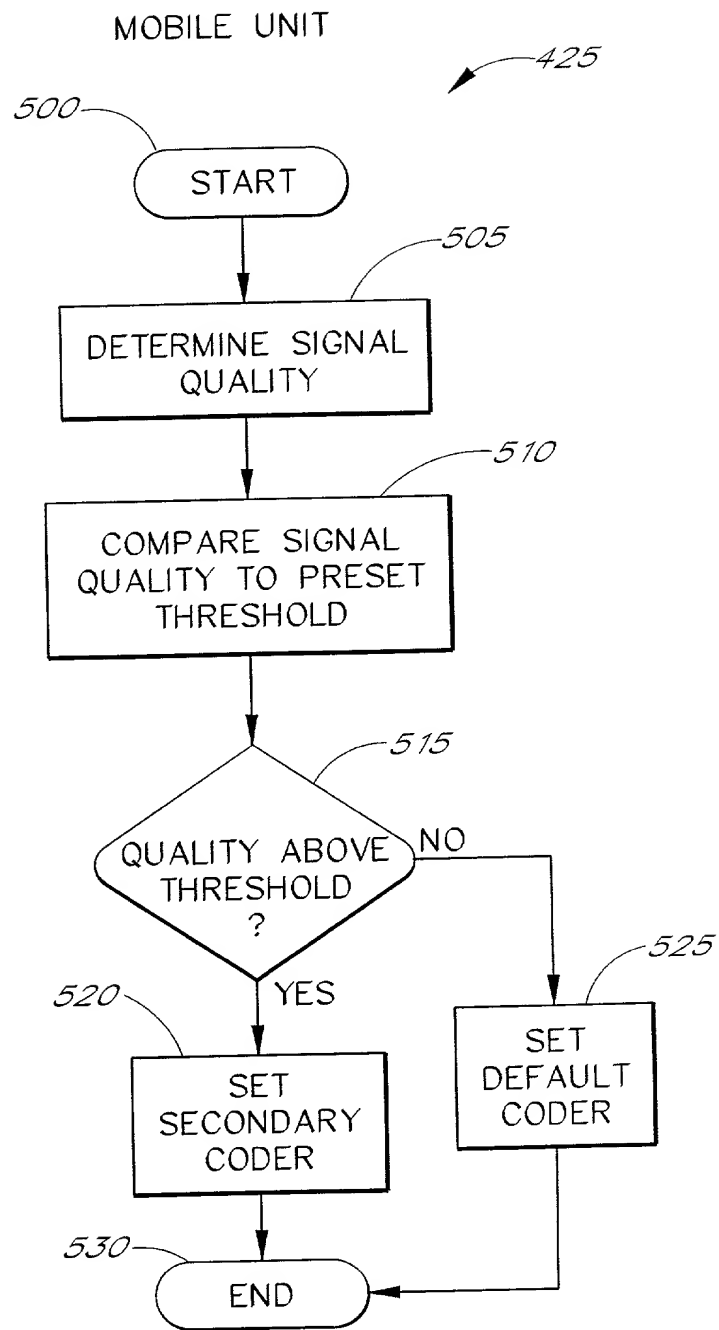 MOBILE UNIT
425
500
START
505
DETERMINE SIGNAL
QUALITY
510
COMPARE SIGNAL
QUALITY TO PRESET
THRESHOLD
515
QUALITY ABOVE
THRESHOLD
?
NO
YES
520
SET
SECONDARY
CODER
525
SET
DEFAULT
CODER
530
END